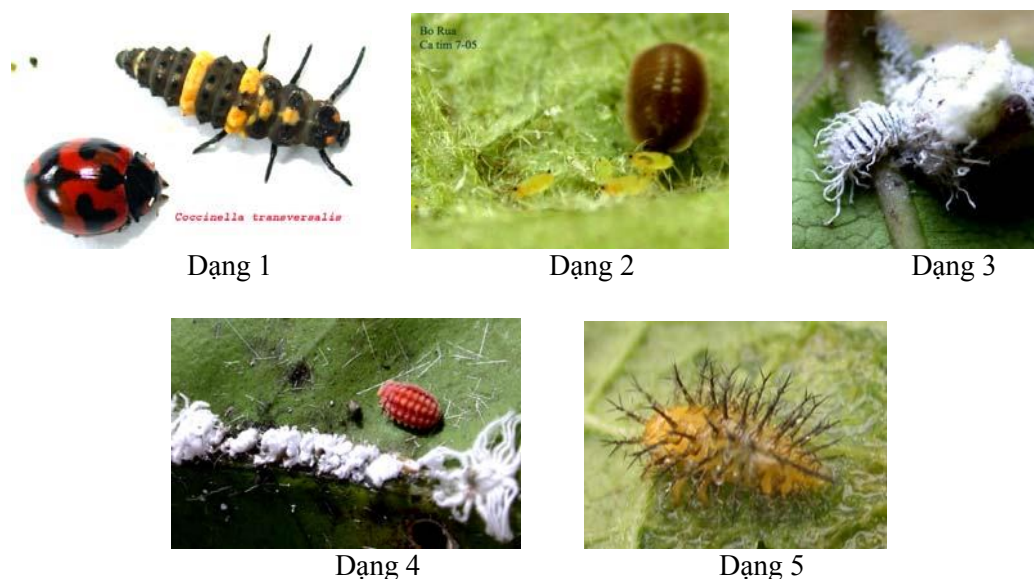 Bo Rua
Ca tim 7-05
Coccinella transversalis
Dạng 1
Dạng 2
Dạng 3
Dạng 4
Dạng 5